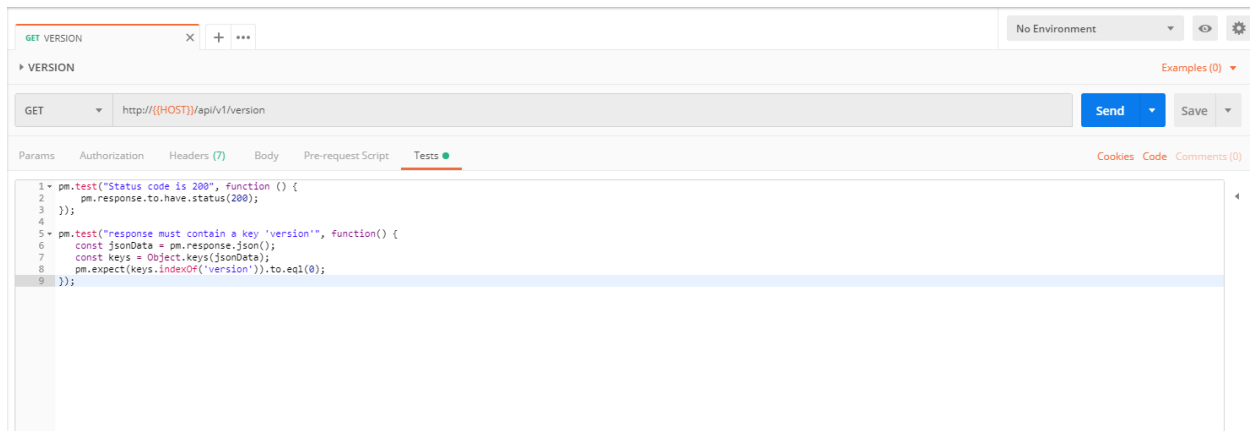 GET VERSION
No Environment
VERSION
Examples (0)
GET
http://{{HOST}}/api/v1/version
Send
Save
Params Authorization Headers (7) Body Pre-request Script Tests
Cookies Code Comments (0)
1 pm.test("Status code is 200", function () {
2 pm.response.to.have.status(200);
3 });
4
5 pm.test("response must contain a key 'version'", function() {
6 const jsonData = pm.response.json();
7 const keys = Object.keys(jsonData);
8 pm.expect(keys.indexOf('version')).to.eql(0);
9 });